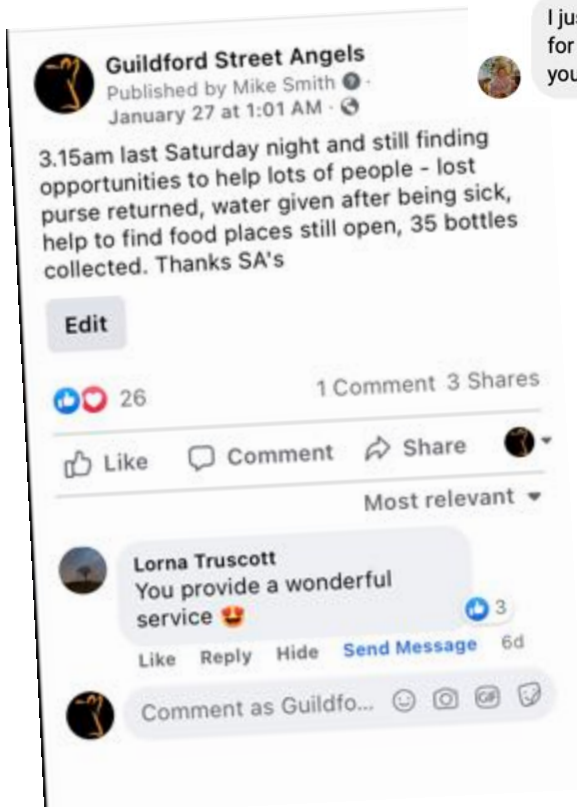 Guildford Street Angels
Published by Mike Smith ·
January 27 at 1:01 AM ·
3.15am last Saturday night and still finding
opportunities to help lots of people - lost
purse returned, water given after being sick,
help to find food places still open, 35 bottles
collected. Thanks SA's
Edit
26
1 Comment 3 Shares
Like Comment Share
Most relevant
Lorna Truscott
You provide a wonderful
service 😍
3
Like Reply Hide Send Message 6d
Comment as Guildfo...
GIF
I
for